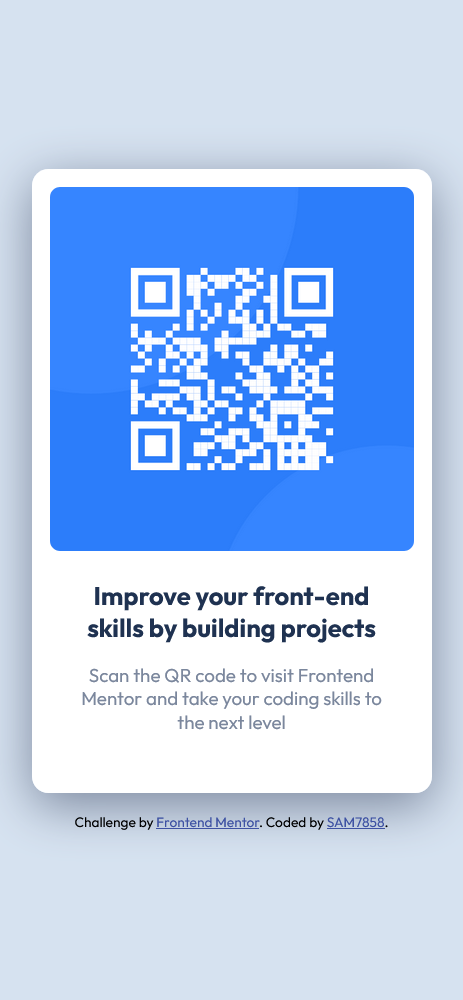 Improve your front-end
skills by building projects
Scan the QR code to visit Frontend
Mentor and take your coding skills to
the next level
Challenge by Frontend Mentor. Coded by SAM7858.